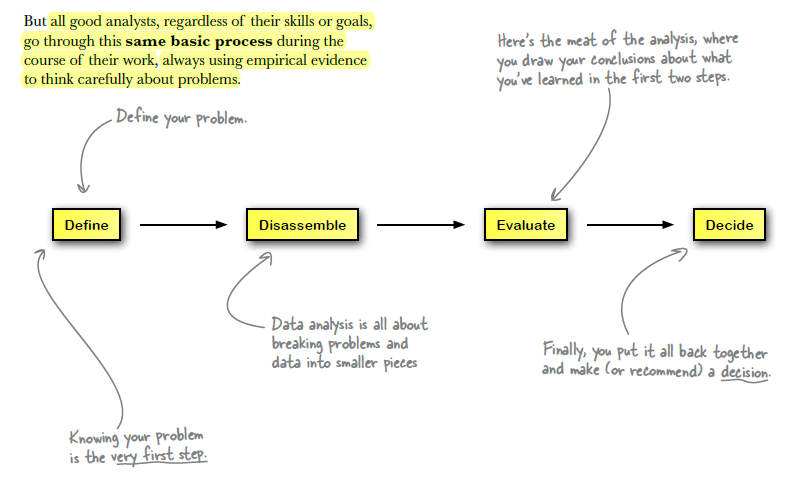 But all good analysts, regardless of their skills or goals,
go through this same basic process during the
course of their work, always using empirical evidence
to think carefully about problems.
Here's the meat of the analysis, where
you draw your conclusions about what
you've learned in the first two steps.
Define your problem.
Define
Disassemble
Evaluate
Decide
Data analysis is all about
breaking problems and
data into smaller pieces
Finally, you put it all back together
and make (or recommend) a decision.
Knowing your problem
is the very first step.